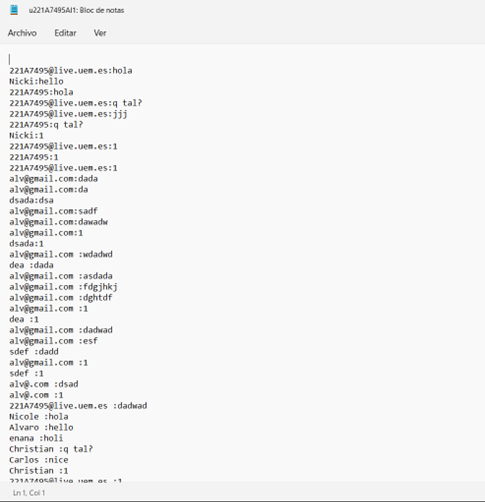 u221A7495AI1: Bloc de notas
Archivo Editar Ver
221A7495@live.uem.es:hola
Nicki:hello
221A7495:hola
221A7495@live.uem.es:q tal?
221A7495@live.uem.es:jjj
221A7495:q tal?
Nicki:1
221A7495@live.uem.es:1
221A7495:1
221A7495@live.uem.es:1
alv@gmail.com:dada
alv@gmail.com:da
dsada:dsa
alv@gmail.com:sadf
alv@gmail.com:dawadw
alv@gmail.com:1
dsada:1
alv@gmail.com :wdadwd
dea :dada
alv@gmail.com :asdada
alv@gmail.com :fdgjhkj
alv@gmail.com :dghtdf
alv@gmail.com :1
dea :1
alv@gmail.com :dadwad
alv@gmail.com :esf
sdef :dadd
alv@gmail.com :1
sdef :1
alv@.com :dsad
alv@.com :1
221A7495@live.uem.es :dadwad
Nicole :hola
Alvaro :hello
enana :holi
Christian :q tal?
Carlos :nice
Christian :1
221A7495@live.uem.es :1
Ln 1, Col 1